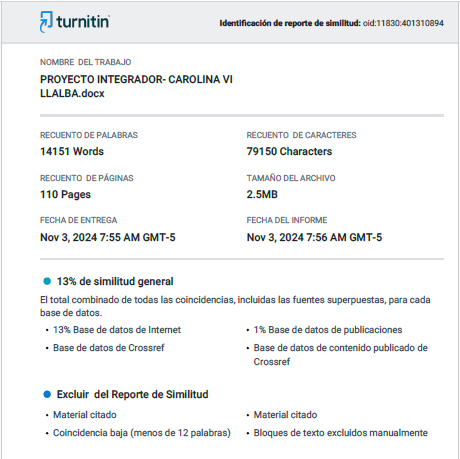 turnitin
Identificación de reporte de similitud: oid:11830:401310894
NOMBRE DEL TRABAJO
PROYECTO INTEGRADOR- CAROLINA VI
LLALBA.docx
RECUENTO DE PALABRAS
14151 Words
RECUENTO DE CARACTERES
79150 Characters
RECUENTO DE PÁGINAS
110 Pages
TAMAÑO DEL ARCHIVO
2.5MB
FECHA DE ENTREGA
Nov 3, 2024 7:55 AM GMT-5
FECHA DEL INFORME
Nov 3, 2024 7:56 AM GMT-5
13% de similitud general
El total combinado de todas las coincidencias, incluidas las fuentes superpuestas, para cada
base de datos.
• 13% Base de datos de Internet
• 1% Base de datos de publicaciones
• Base de datos de Crossref
• Base de datos de contenido publicado de
Crossref
Excluir del Reporte de Similitud
• Material citado
• Material citado
• Coincidencia baja (menos de 12 palabras)
• Bloques de texto excluidos manualmente